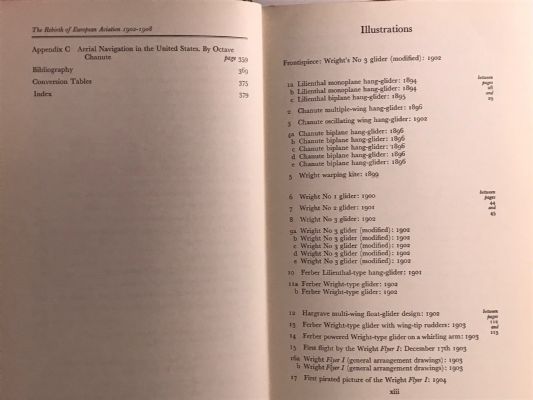 The Rebirth of European Aviation 1902-1908
Appendix C Aerial Navigation in the United States. By Octave
Chanute page 359
Bibliography 369
Conversion Tables 375
Index 379
Illustrations
Frontispiece: Wright's No 3 glider (modified): 1902
1a Lilienthal monoplane hang-glider: 1894
b Lilienthal monoplane hang-glider: 1894
c Lilienthal biplane hang-glider: 1895
2 Chanute multiple-wing hang-glider: 1896
3 Chanute oscillating wing hang-glider: 1902
4a Chanute biplane hang-glider: 1896
b Chanute biplane hang-glider: 1896
c Chanute biplane hang-glider: 1896
d Chanute biplane hang-glider: 1896
e Chanute biplane hang-glider: 1896
5 Wright warping kite: 1899
between
pages
28
and
29
6 Wright No 1 glider: 1900
7 Wright No 2 glider: 1901
8 Wright No 3 glider: 1902
9a Wright No 3 glider (modified): 1902
b Wright No 3 glider (modified): 1902
c Wright No 3 glider (modified): 1902
d Wright No 3 glider (modified): 1902
e Wright No 3 glider (modified): 1902
10 Ferber Lilienthal-type hang-glider: 1901
11a Ferber Wright-type glider: 1902
b Ferber Wright-type glider: 1902
between
pages
44
and
45
12 Hargrave multi-wing float-glider design: 1902
13 Ferber Wright-type glider with wing-tip rudders: 1903
14 Ferber powered Wright-type glider on a whirling arm: 1903
15 First flight by the Wright Flyer I: December 17th 1903
16a Wright Flyer I (general arrangement drawings): 1903
b Wright Flyer I (general arrangement drawings): 1903
17 First pirated picture of the Wright Flyer I: 1904
between
pages
112
and
113
xiii